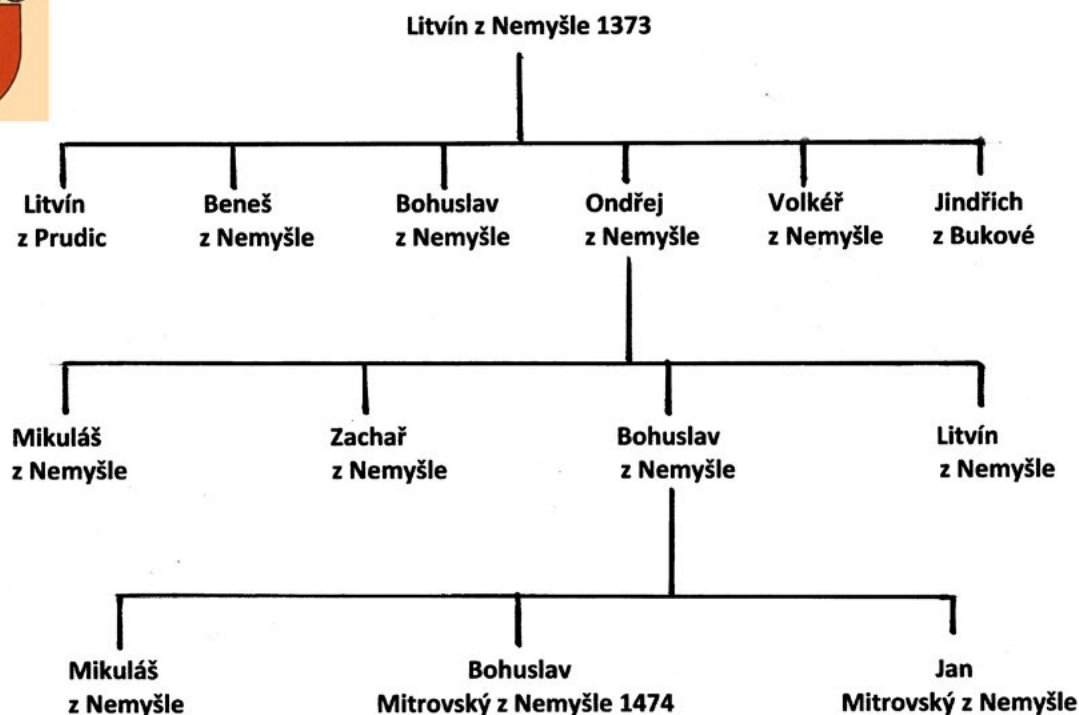 Litvín z Nemyšle 1373
Litvín
z Prudic
Beneš
z Nemyšle
Bohuslav
z Nemyšle
Ondřej
z Nemyšle
Volkéř
z Nemyšle
Jindřich
z Bukové
Mikuláš
z Nemyšle
Zachař
z Nemyšle
Bohuslav
z Nemyšle
Litvín
z Nemyšle
Mikuláš
z Nemyšle
Bohuslav
Mitrovský z Nemyšle 1474
Jan
Mitrovský z Nemyšle